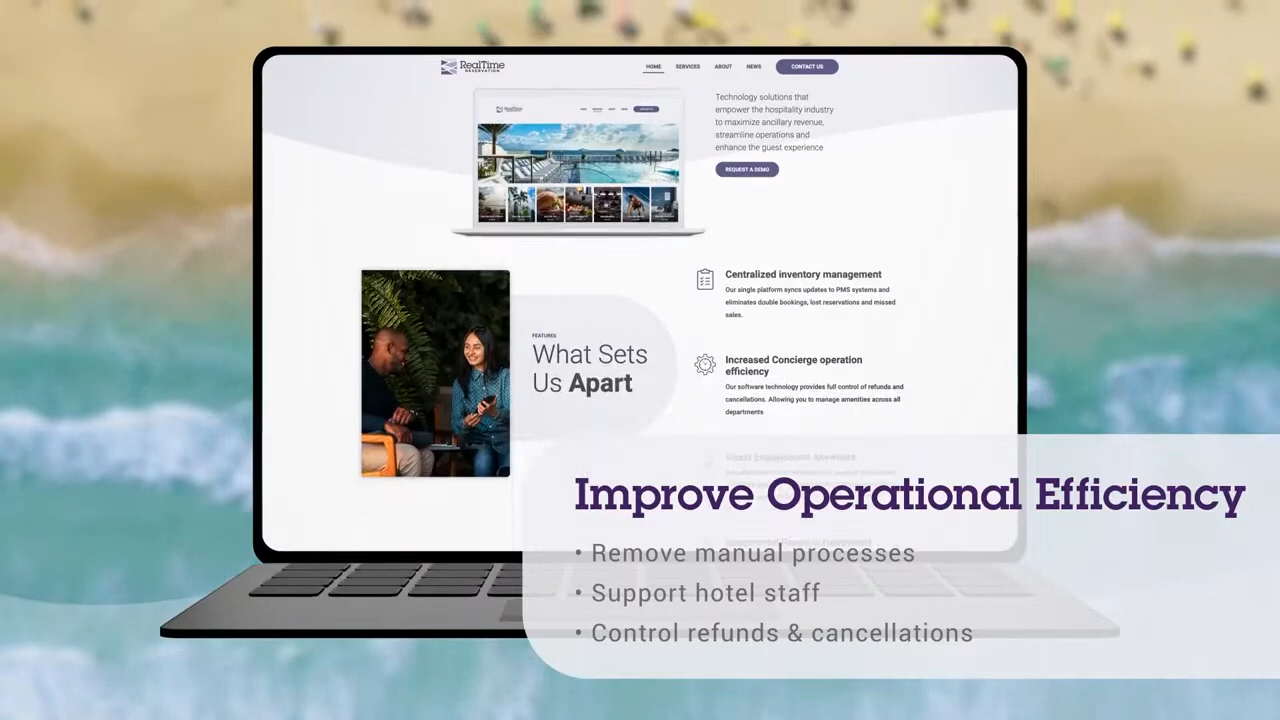 RealTime
RESERVATION
HOME SERVICES ABOUT NEWS CONTACT US
Technology solutions that
empower the hospitality industry
to maximize ancillary revenue,
streamline operations and
enhance the guest experience
REQUEST A DEMO
RealTime
Centralized inventory management
Our single platform syncs updates to PMS systems and
eliminates double bookings, lost reservations and missed
sales.
FEATURES
What Sets
Us Apart
Increased Concierge operation
efficiency
Our software technology provides full control of refunds and
cancellations. Allowing you to manage amenities across all
departments
Guest Engagement Anywhere
Improve Operational Efficiency
• Remove manual processes
• Support hotel staff
• Control refunds & cancellations